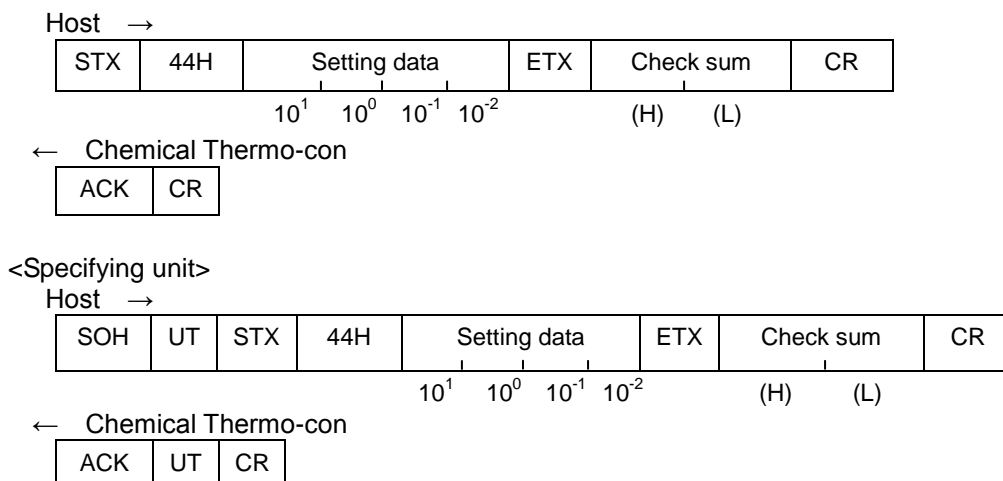 Host →
STX 44H Setting data ETX Check sum CR
10¹ 10⁰ 10⁻¹ 10⁻² (H) (L)
← Chemical Thermo-con
ACK CR
<Specifying unit>
Host →
SOH UT STX 44H Setting data ETX Check sum CR
10¹ 10⁰ 10⁻¹ 10⁻² (H) (L)
← Chemical Thermo-con
ACK UT CR